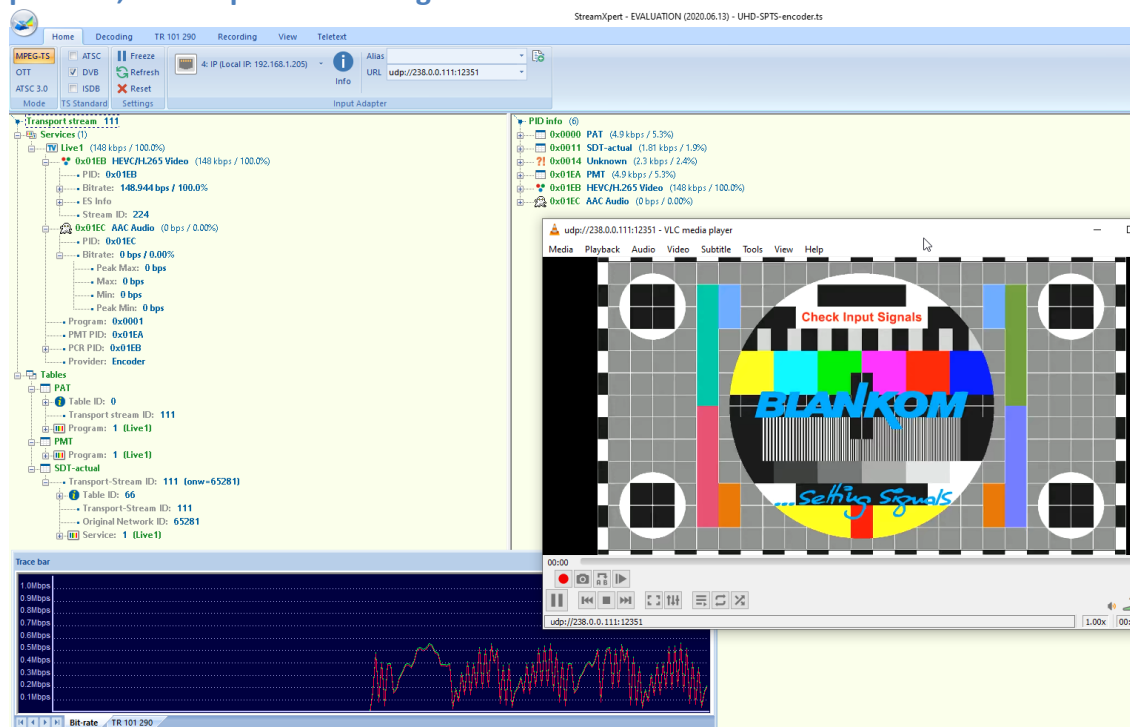 StreamXpert - EVALUATION (2020.06.13) - UHD-SPTS-encoder.ts
Home Decoding TR 101 290 Recording View Teletext
MPEG-TS ATSC Freeze
OTT DVB Refresh
ATSC 3.0 ISDB Reset
4: IP (Local IP: 192.168.1.205)
Info
Alias
URL udp://238.0.0.111:12351
Mode TS Standard Settings Input Adapter
Transport stream 111
Services (1)
Live1 (148 kbps / 100.0%)
0x01EB HEVC/H.265 Video (148 kbps / 100.0%)
PID: 0x01EB
Bitrate: 148.944 bps / 100.0%
ES Info
Stream ID: 224
0x01EC AAC Audio (0 bps / 0.00%)
PID: 0x01EC
Bitrate: 0 bps / 0.00%
Peak Max: 0 bps
Max: 0 bps
Min: 0 bps
Peak Min: 0 bps
Program: 0x0001
PMT PID: 0x01EA
PCR PID: 0x01EB
Provider: Encoder
Tables
PAT
Table ID: 0
Transport stream ID: 111
Program: 1 (Live1)
PMT
Program: 1 (Live1)
SDT-actual
Transport-Stream ID: 111 (onw=65281)
Table ID: 66
Transport-Stream ID: 111
Original Network ID: 65281
Service: 1 (Live1)
PID info (6)
0x0000 PAT (4.9 kbps / 5.3%)
0x0011 SDT-actual (1.81 kbps / 1.9%)
0x0014 Unknown (2.3 kbps / 2.4%)
0x01EA PMT (4.9 kbps / 5.3%)
0x01EB HEVC/H.265 Video (148 kbps / 100.0%)
0x01EC AAC Audio (0 bps / 0.00%)
udp://238.0.0.111:12351 - VLC media player
Media Playback Audio Video Subtitle Tools View Help
Check Input Signals
BLANKOM
...Setting Signals
00:00
udp://238.0.0.111:12351 1.00x 00:
Trace bar
1.0Mbps
0.9Mbps
0.8Mbps
0.7Mbps
0.6Mbps
0.5Mbps
0.4Mbps
0.3Mbps
0.2Mbps
0.1Mbps
Bit-rate TR 101 290